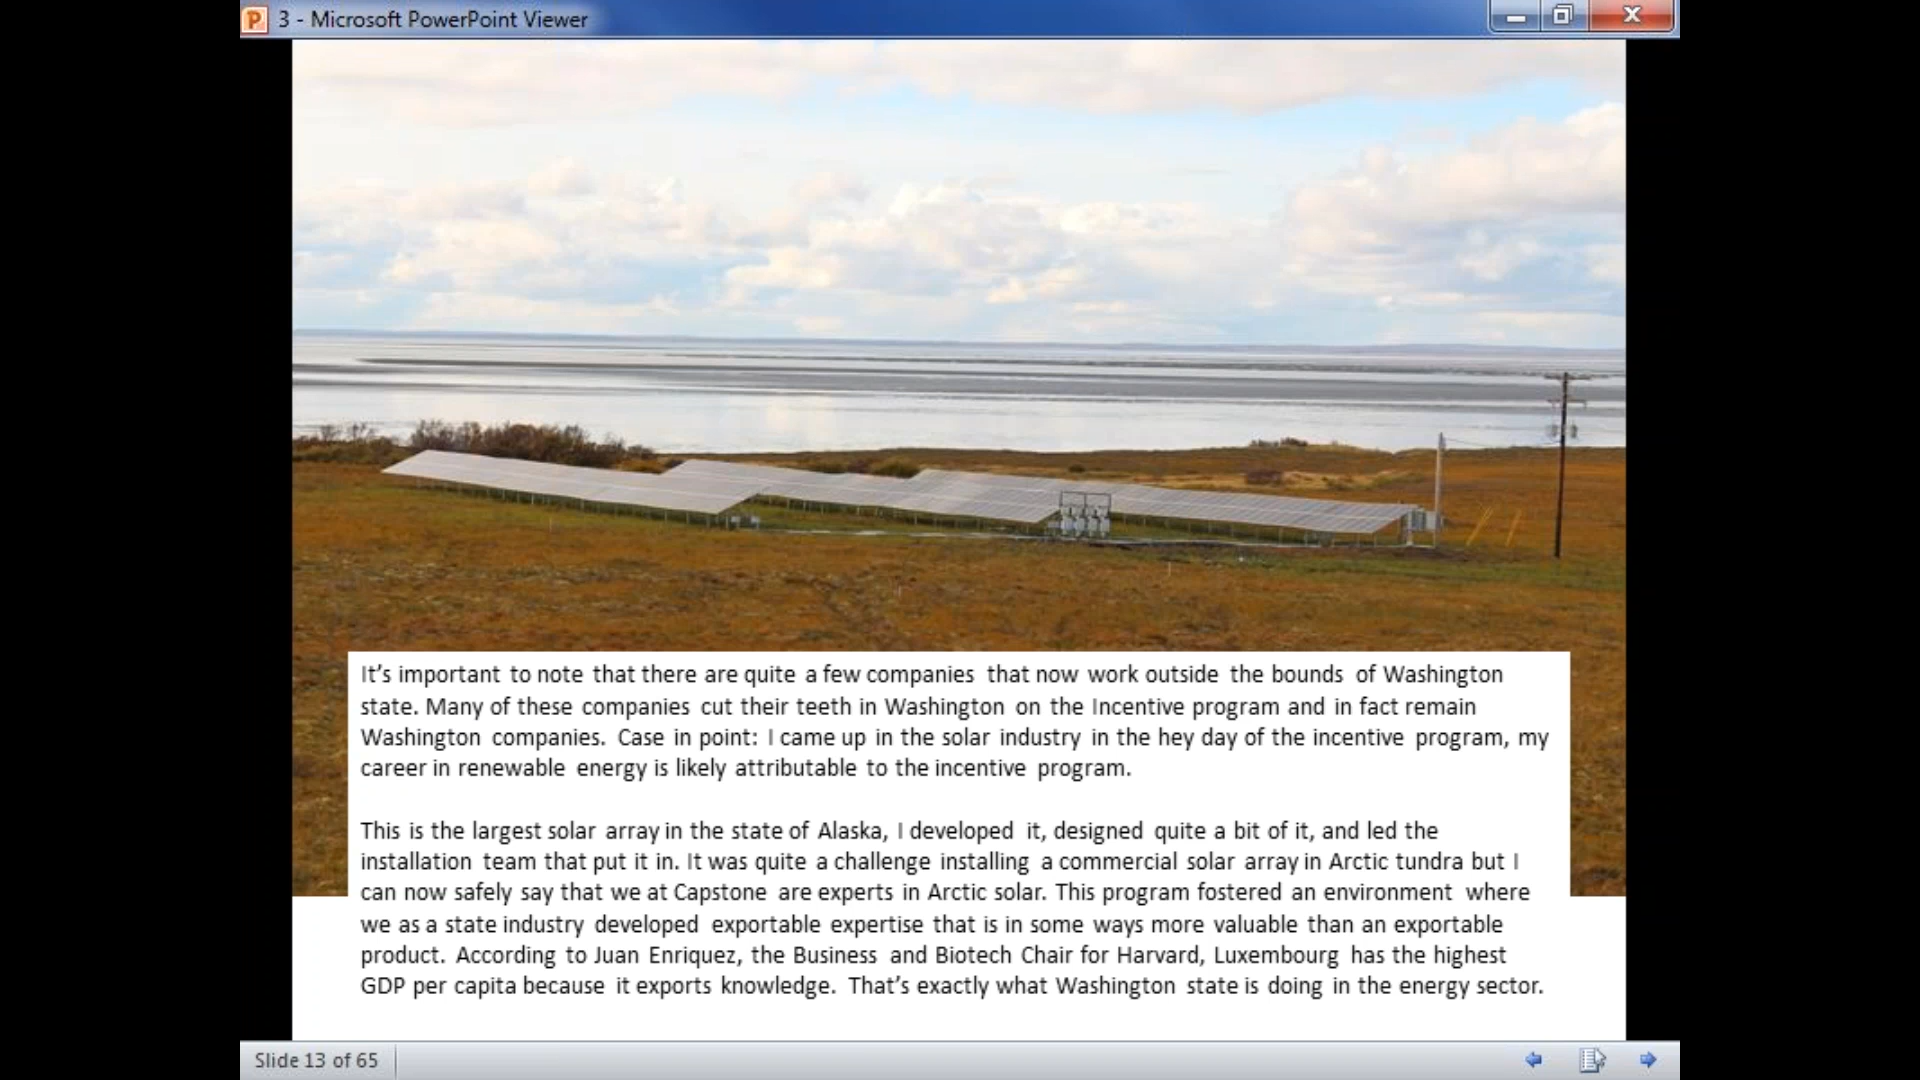 3 - Microsoft PowerPoint Viewer
It's important to note that there are quite a few companies that now work outside the bounds of Washington
state. Many of these companies cut their teeth in Washington on the Incentive program and in fact remain
Washington companies. Case in point: I came up in the solar industry in the hey day of the incentive program, my
career in renewable energy is likely attributable to the incentive program.
This is the largest solar array in the state of Alaska, I developed it, designed quite a bit of it, and led the
installation team that put it in. It was quite a challenge installing a commercial solar array in Arctic tundra but I
can now safely say that we at Capstone are experts in Arctic solar. This program fostered an environment where
we as a state industry developed exportable expertise that is in some ways more valuable than an exportable
product. According to Juan Enriquez, the Business and Biotech Chair for Harvard, Luxembourg has the highest
GDP per capita because it exports knowledge. That's exactly what Washington state is doing in the energy sector.
Slide 13 of 65